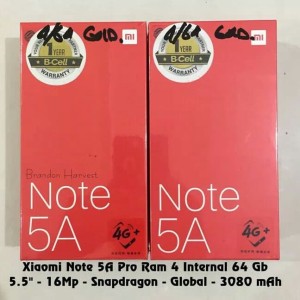 4/64 GOLD.
1 YEAR
B-Cell
WARRANTY
mi
Brandon Harvest
Note
5A
4G+
4/64 GOLD.
1 YEAR
B-Cell
WARRANTY
mi
Note
5A
4G+
Xiaomi Note 5A Pro Ram 4 Internal 64 Gb
5.5" - 16Mp - Snapdragon - Global - 3080 mAh